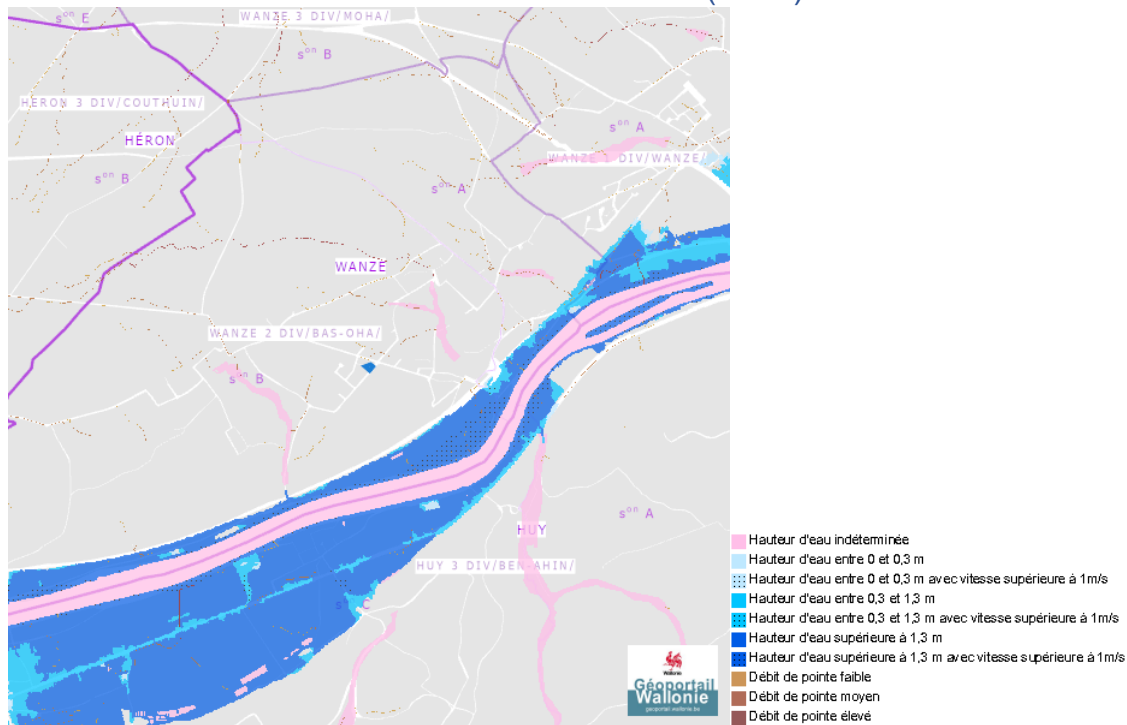 sᵒⁿ E
WANZE 3 DIV/MOHA/
sᵒⁿ B
HÉRON 3 DIV/COUTHUIN/
HÉRON
sᵒⁿ A
WANZE 1 DIV/WANZE/
sᵒⁿ B
sᵒⁿ A
WANZE
WANZE 2 DIV/BAS-OHA/
sᵒⁿ B
sᵒⁿ A
HUY
HUY 3 DIV/BEN-AHIN/
Wallonie
Géoportail
Wallonie
geoportail.wallonie.be
Hauteur d'eau indéterminée
Hauteur d'eau entre 0 et 0,3 m
Hauteur d'eau entre 0 et 0,3 m avec vitesse supérieure à 1m/s
Hauteur d'eau entre 0,3 et 1,3 m
Hauteur d'eau entre 0,3 et 1,3 m avec vitesse supérieure à 1m/s
Hauteur d'eau supérieure à 1,3 m
Hauteur d'eau supérieure à 1,3 m avec vitesse supérieure à 1m/s
Débit de pointe faible
Débit de pointe moyen
Débit de pointe élevé